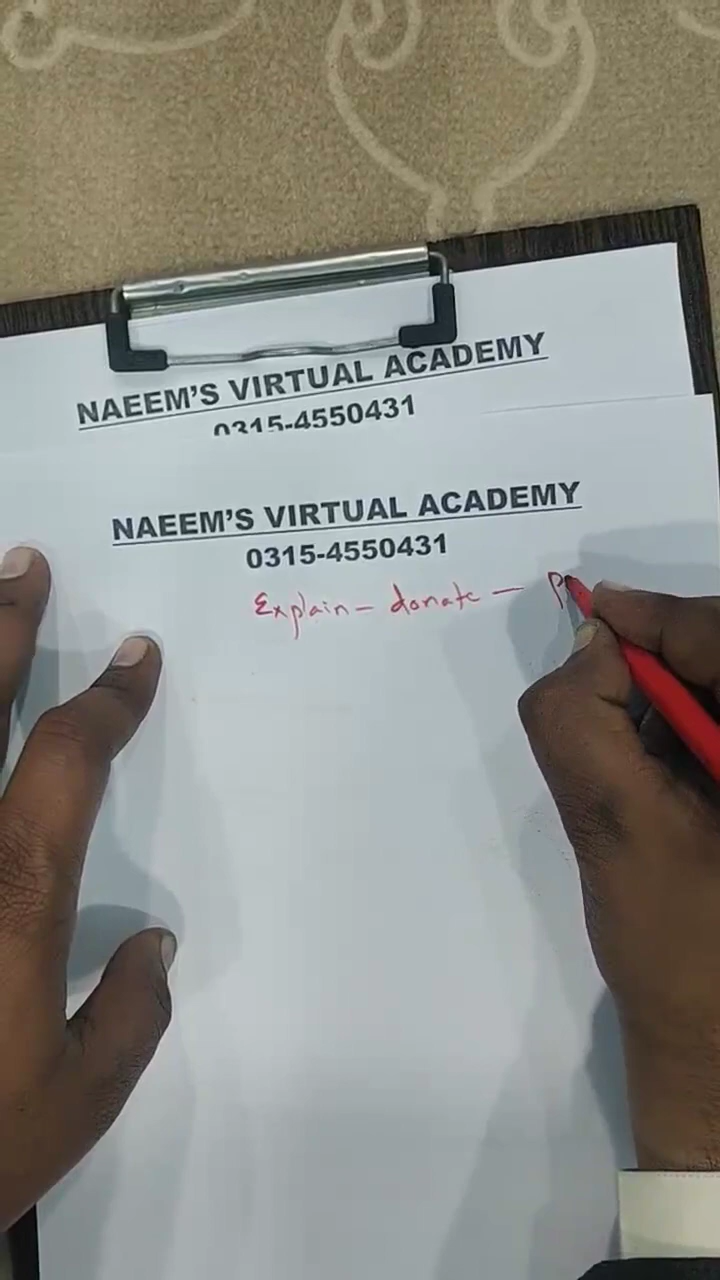 NAEEM'S VIRTUAL ACADEMY
0315-4550431
NAEEM'S VIRTUAL ACADEMY
0315-4550431
Explain - donate - P